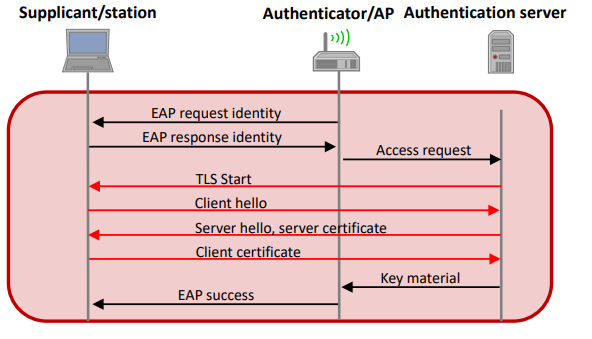 Supplicant/station
Authenticator/AP
Authentication server
EAP request identity
EAP response identity
Access request
TLS Start
Client hello
Server hello, server certificate
Client certificate
Key material
EAP success